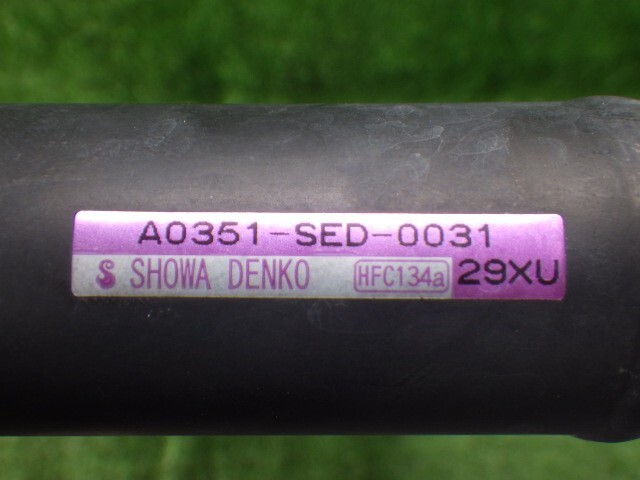 A0351-SED-0031
SHOWA DENKO HFC134a 29XU